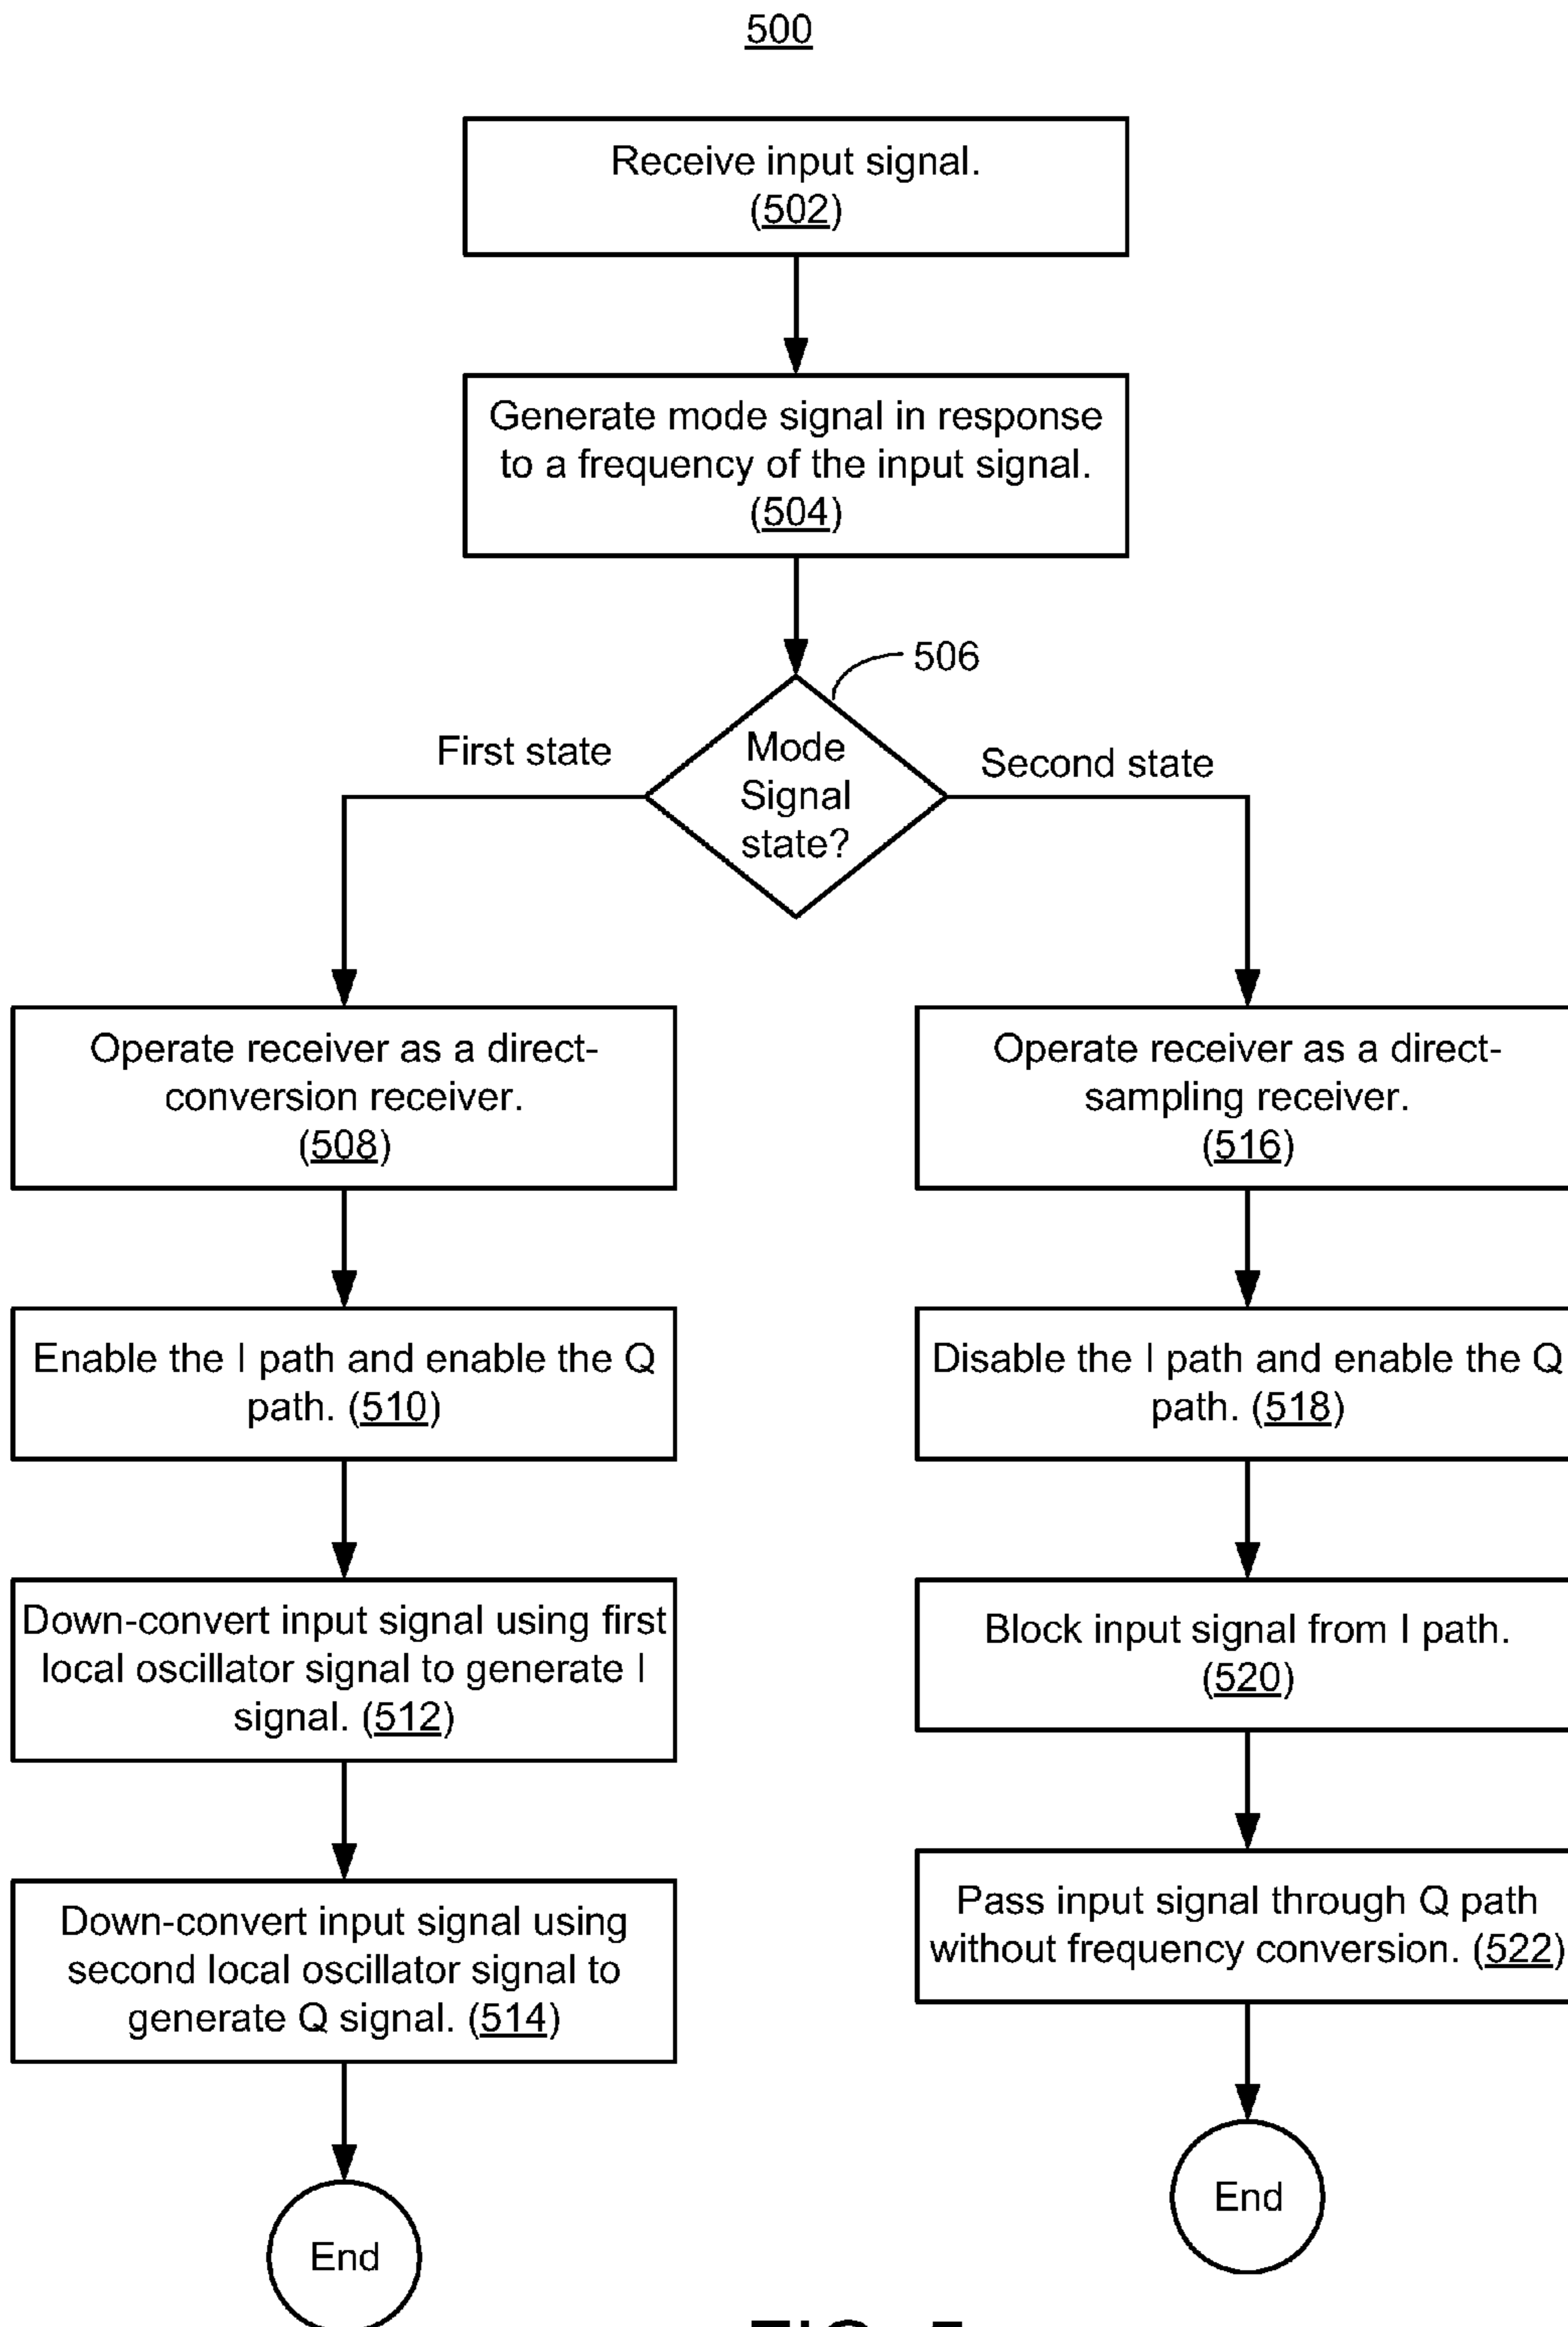 500
Receive input signal.
(502)
Generate mode signal in response
to a frequency of the input signal.
(504)
506
Mode
Signal
state?
First state
Second state
Operate receiver as a direct-
conversion receiver.
(508)
Enable the I path and enable the Q
path. (510)
Down-convert input signal using first
local oscillator signal to generate I
signal. (512)
Down-convert input signal using
second local oscillator signal to
generate Q signal. (514)
End
Operate receiver as a direct-
sampling receiver.
(516)
Disable the I path and enable the Q
path. (518)
Block input signal from I path.
(520)
Pass input signal through Q path
without frequency conversion. (522)
End